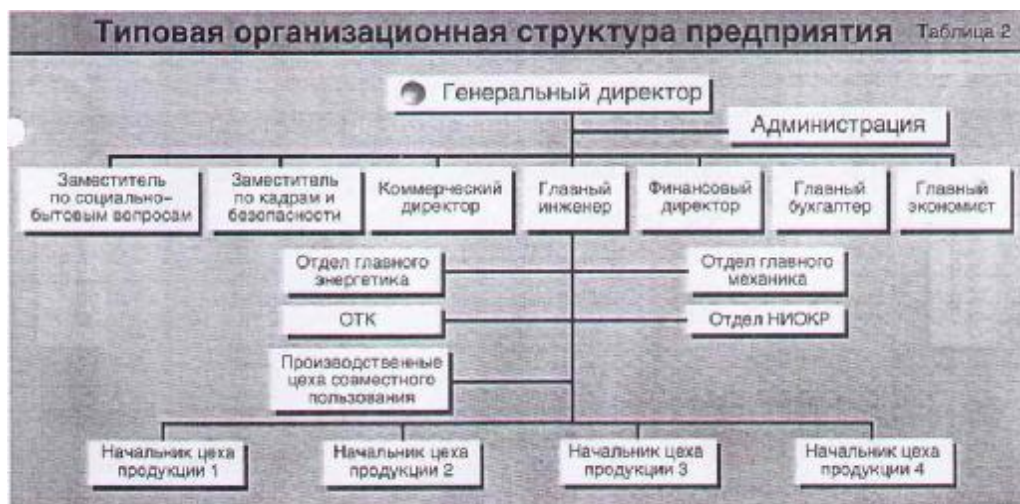 Типовая организационная структура предприятия Таблица 2
Генеральный директор
Администрация
Заместитель
по социально-
бытовым вопросам
Заместитель
по кадрам и
безопасности
Коммерческий
директор
Главный
инженер
Финансовый
директор
Главный
бухгалтер
Главный
экономист
Отдел главного
энергетика
Отдел главного
механика
ОТК
Отдел НИОКР
Производственные
цеха совместного
пользования
Начальник цеха
продукции 1
Начальник цеха
продукции 2
Начальник цеха
продукции 3
Начальник цеха
продукции 4